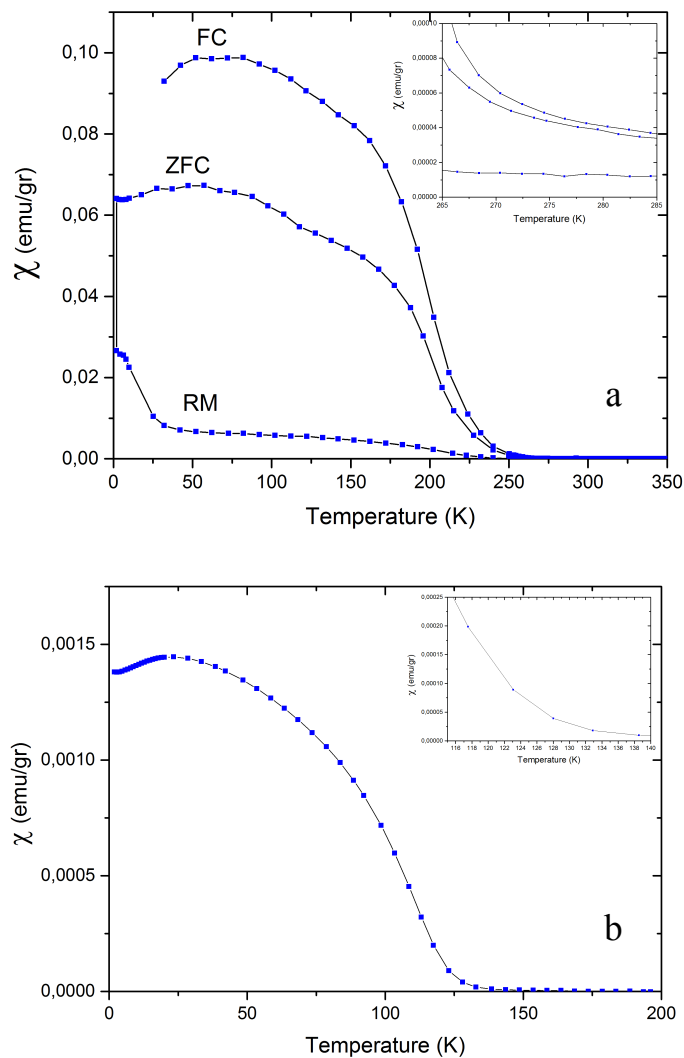 FC
ZFC
RM
a
χ (emu/gr)
0,10
0,08
0,06
0,04
0,02
0,00
0 50 100 150 200 250 300 350
Temperature (K)
χ (emu/gr)
0,00010
0,00008
0,00006
0,00004
0,00002
0,00000
265 270 275 280 285
Temperature (K)
b
χ (emu/gr)
0,0015
0,0010
0,0005
0,0000
0 25 50 75 100 125 150 175 200
Temperature (K)
χ (emu/gr)
0,00025
0,00020
0,00015
0,00010
0,00005
0,00000
116 118 120 122 124 126 128 130 132 134 136 138 140
Temperature (K)